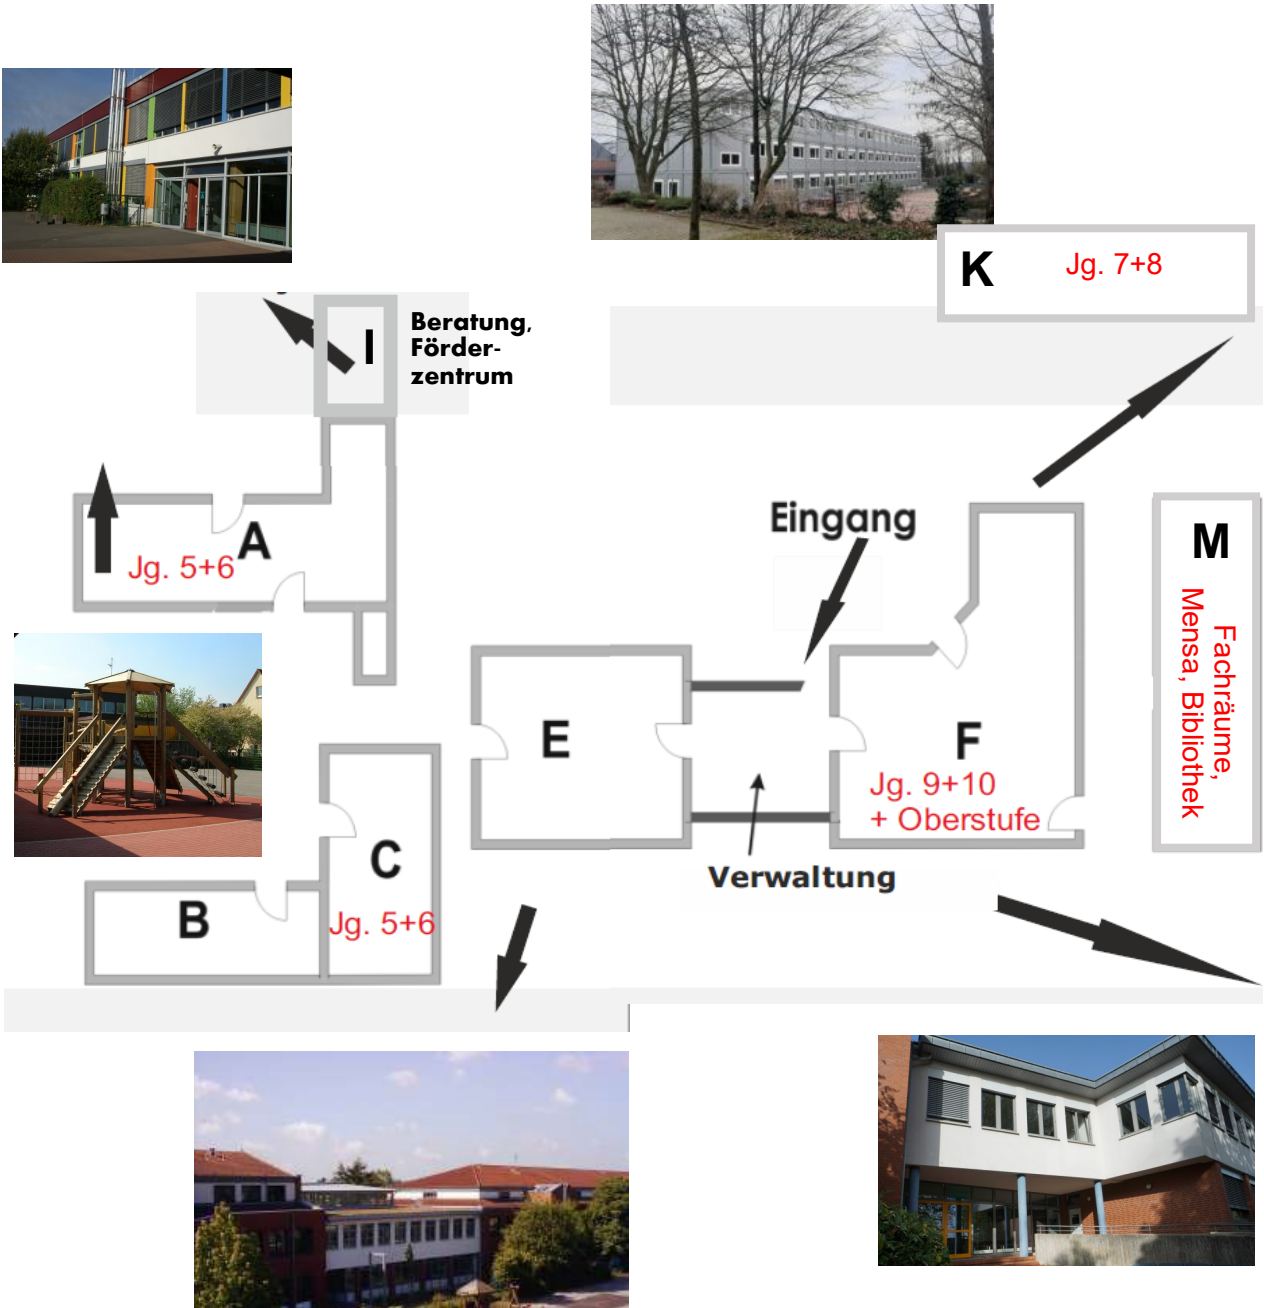 K
Jg. 7+8
I
Beratung,
Förder-
zentrum
Eingang
A
Jg. 5+6
M
Fachräume,
Mensa, Bibliothek
E
F
Jg. 9+10
+ Oberstufe
C
Jg. 5+6
B
Verwaltung